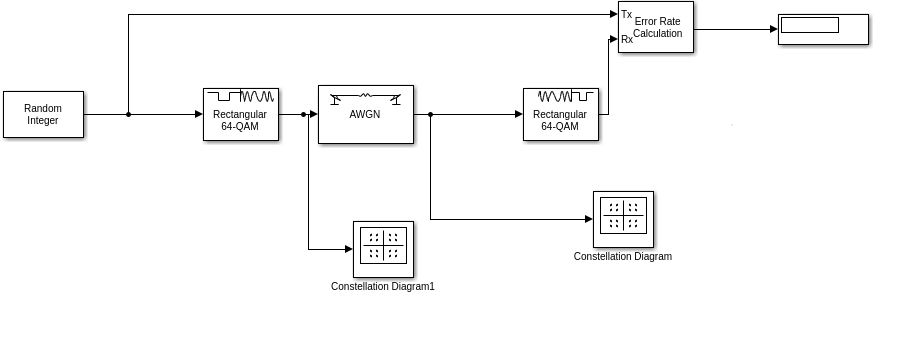 Tx
Error Rate
Calculation
Rx
Random
Integer
Rectangular
64-QAM
AWGN
Rectangular
64-QAM
Constellation Diagram
Constellation Diagram1